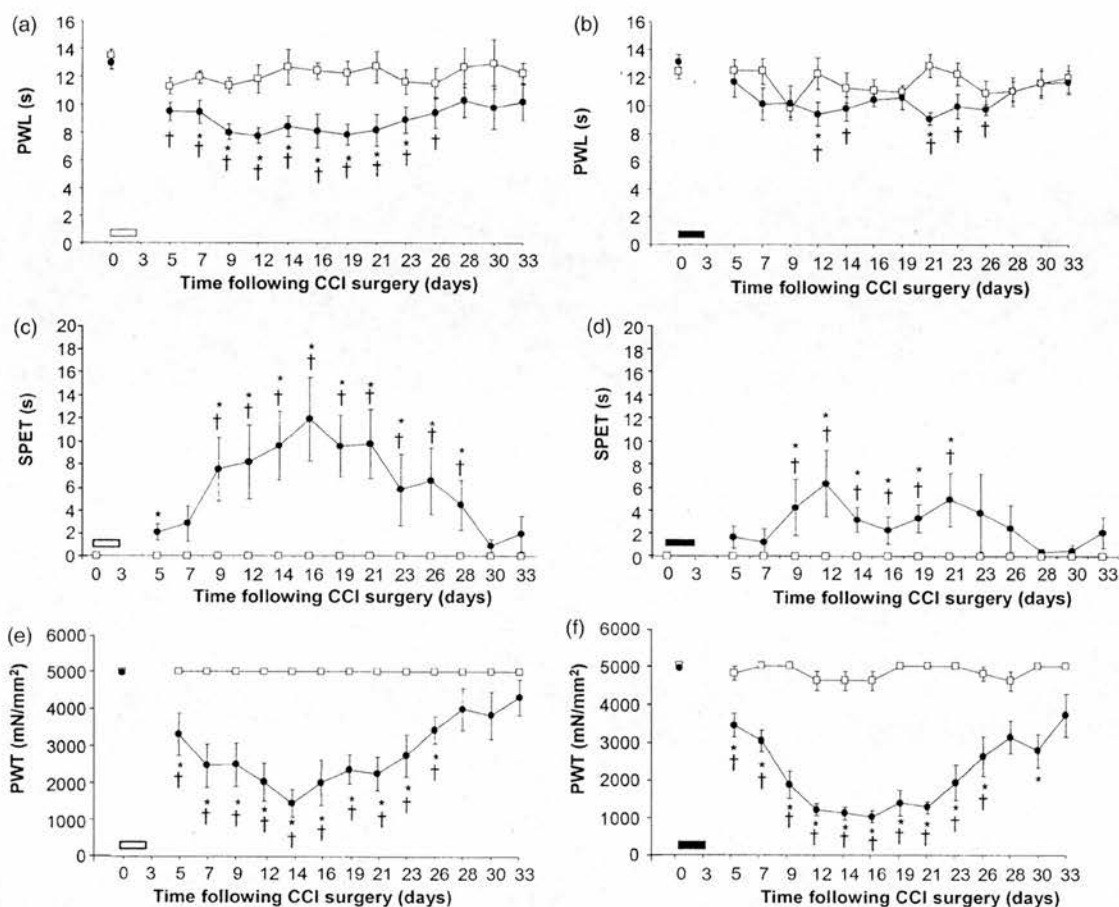 (a)
16
14
12
10
8
6
4
2
0
PWL (s)
† * † * † * † * † * † * † * † * † * † †
0 3 5 7 9 12 14 16 19 21 23 26 28 30 33
Time following CCI surgery (days)
(b)
16
14
12
10
8
6
4
2
0
PWL (s)
* † † * † † †
0 3 5 7 9 12 14 16 19 21 23 26 28 30 33
Time following CCI surgery (days)
(c)
20
18
16
14
12
10
8
6
4
2
0
SPET (s)
* * † * † * † * † * † * † * † * † *
0 3 5 7 9 12 14 16 19 21 23 26 28 30 33
Time following CCI surgery (days)
(d)
20
18
16
14
12
10
8
6
4
2
0
SPET (s)
* † * † * † * † * † * †
0 3 5 7 9 12 14 16 19 21 23 26 28 30 33
Time following CCI surgery (days)
(e)
6000
5000
4000
3000
2000
1000
0
PWT (mN/mm²)
* † * † * † * † * † * † * † * † * † * †
0 3 5 7 9 12 14 16 19 21 23 26 28 30 33
Time following CCI surgery (days)
(f)
6000
5000
4000
3000
2000
1000
0
PWT (mN/mm²)
* † * † * † * † * † * † * † * † * † * † *
0 3 5 7 9 12 14 16 19 21 23 26 28 30 33
Time following CCI surgery (days)